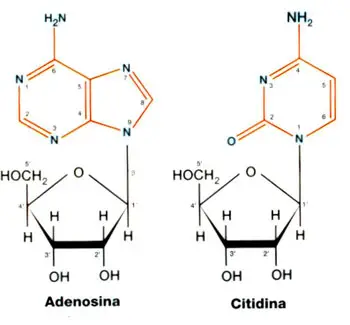 H₂N
6
N
1
5
N
7
8
2
4
N
3
N
9
5'
HOCH₂
O
4'
1'
H
H
H
H
3'
2'
OH
OH
Adenosina
NH₂
4
N
3
5
2
6
O
N
1
5'
HOCH₂
O
4'
1'
H
H
H
H
3'
2'
OH
OH
Citidina